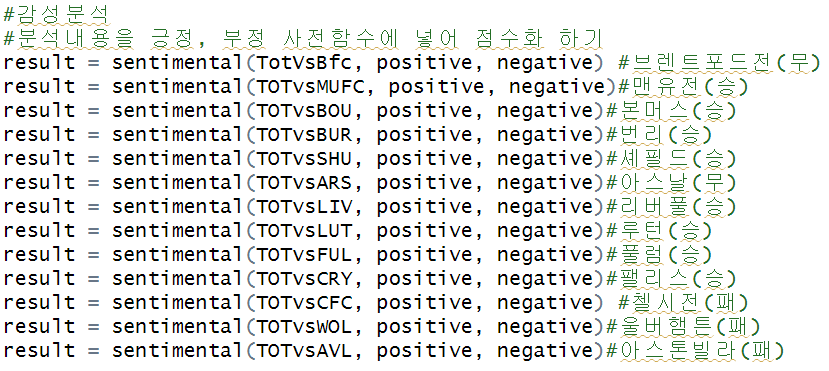 #감성분석
#분석내용을 긍정, 부정 사전함수에 넣어 점수화 하기
result = sentimental(TotVsBfc, positive, negative) #브렌트포드전(무)
result = sentimental(TOTvsMUFC, positive, negative)#맨유전(승)
result = sentimental(TOTvsBOU, positive, negative)#본머스(승)
result = sentimental(TOTvsBUR, positive, negative)#번리(승)
result = sentimental(TOTvsSHU, positive, negative)#셰필드(승)
result = sentimental(TOTvsARS, positive, negative)#아스날(무)
result = sentimental(TOTvsLIV, positive, negative)#리버풀(승)
result = sentimental(TOTvsLUT, positive, negative)#루턴(승)
result = sentimental(TOTvsFUL, positive, negative)#풀럼(승)
result = sentimental(TOTvsCRY, positive, negative)#팰리스(승)
result = sentimental(TOTvsCFC, positive, negative) #첼시전(패)
result = sentimental(TOTvsWOL, positive, negative)#울버햄튼(패)
result = sentimental(TOTvsAVL, positive, negative)#아스톤빌라(패)